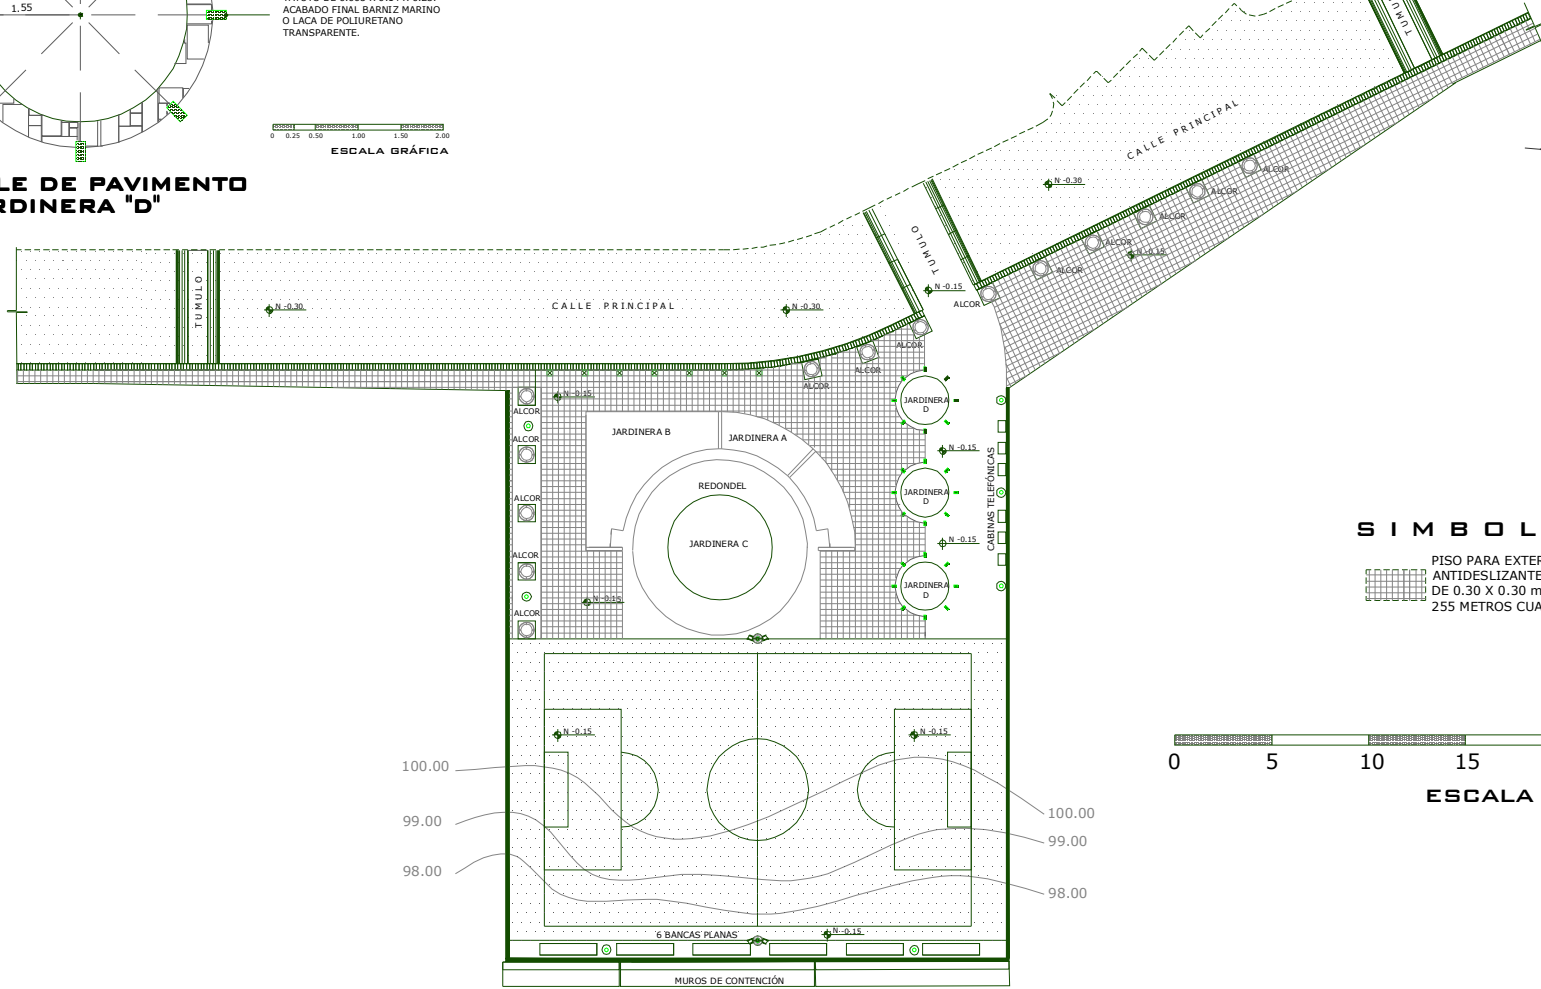 1.55
ACABADO FINAL BARNIZ MARINO
O LACA DE POLIURETANO
TRANSPARENTE.
0 0.25 0.50 1.00 1.50 2.00
ESCALA GRÁFICA
LE DE PAVIMENTO
RDINERA "D"
TUMULO
CALLE PRINCIPAL
N -0.30
ALCOR
ALCOR
ALCOR
ALCOR
N -0.15
ALCOR
TUMULO
N -0.15
ALCOR
TUMULO
N -0.30
CALLE PRINCIPAL
N -0.30
ALCOR
ALCOR
ALCOR
ALCOR
N -0.15
ALCOR
JARDINERA B
JARDINERA A
JARDINERA
D
ALCOR
N -0.15
REDONDEL
CABINAS TELEFÓNICAS
ALCOR
JARDINERA
D
JARDINERA C
N -0.15
ALCOR
JARDINERA
D
N -0.15
ALCOR
SIMBOL
PISO PARA EXTER
ANTIDESLIZANTE
DE 0.30 X 0.30 m
255 METROS CUA
N -0.15
N -0.15
100.00
99.00
98.00
100.00
99.00
98.00
0 5 10 15
ESCALA
6 BANCAS PLANAS
N -0.15
MUROS DE CONTENCIÓN